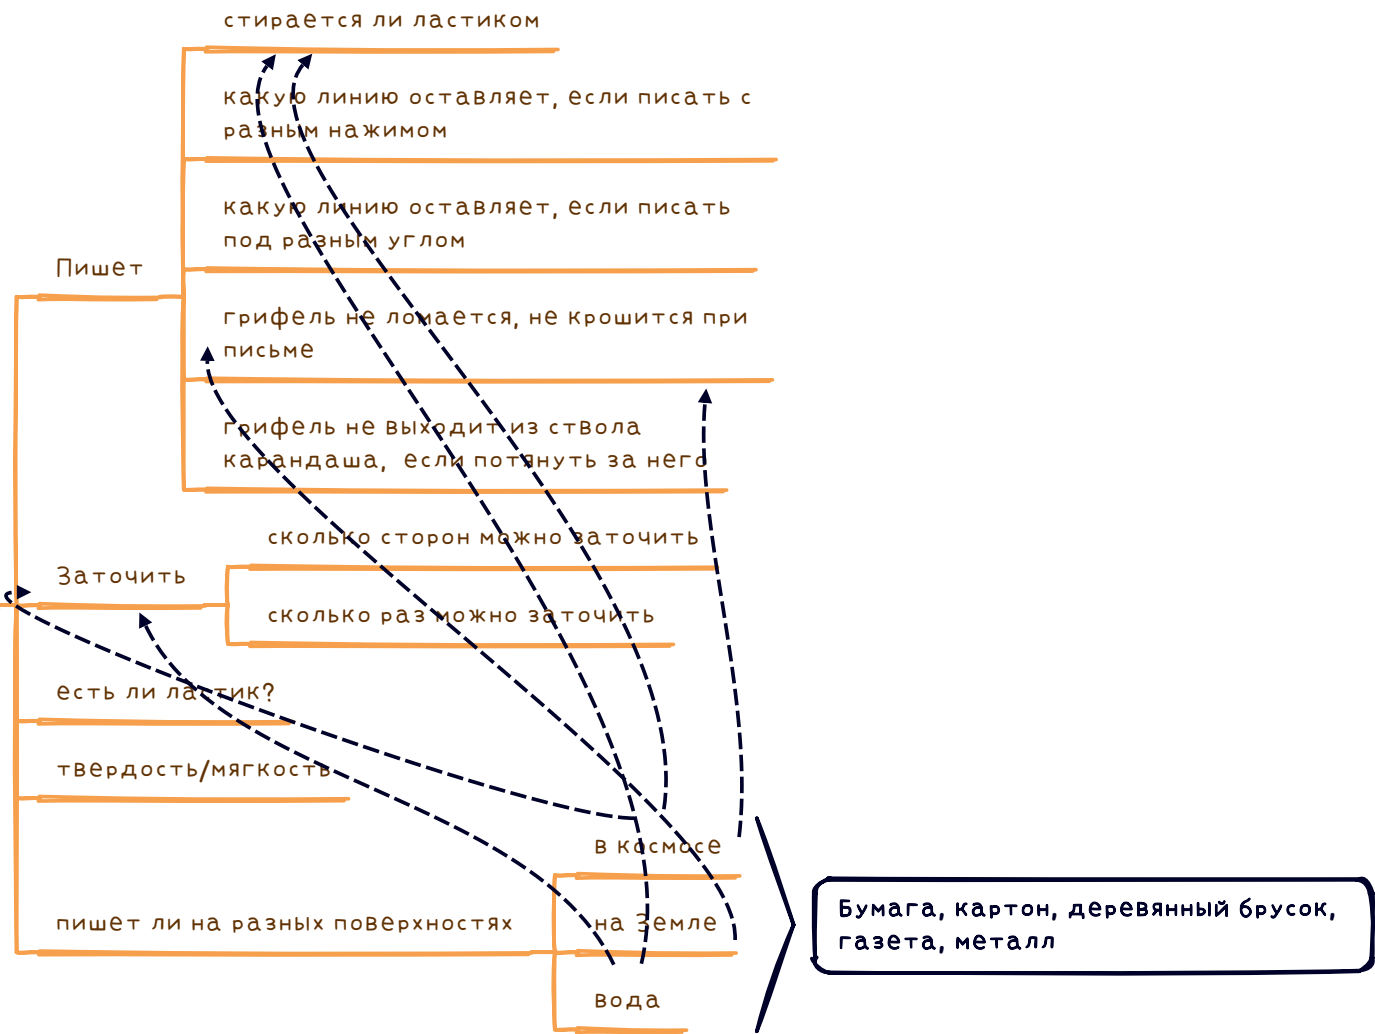 стирается ли ластиком
какую линию оставляет, если писать с
разным нажимом
какую линию оставляет, если писать
под разным углом
Пишет
грифель не ломается, не крошится при
письме
грифель не выходит из ствола
карандаша, если потянуть за него
сколько сторон можно заточить
Заточить
сколько раз можно заточить
есть ли ластик?
твердость/мягкость
в космосе
пишет ли на разных поверхностях
на Земле
вода
Бумага, картон, деревянный брусок,
газета, металл